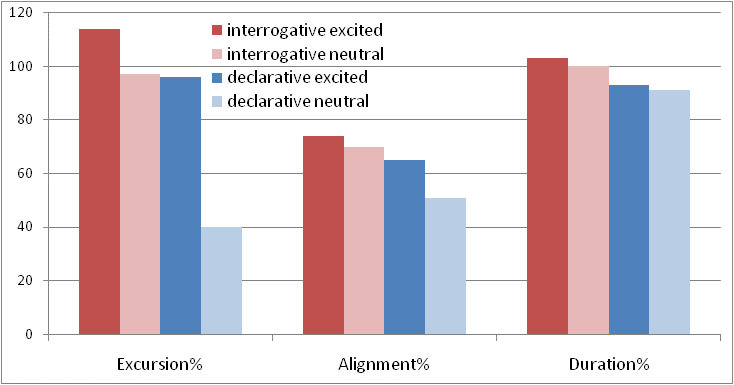 120
100
80
60
40
20
0
interrogative excited
interrogative neutral
declarative excited
declarative neutral
Excursion%
Alignment%
Duration%